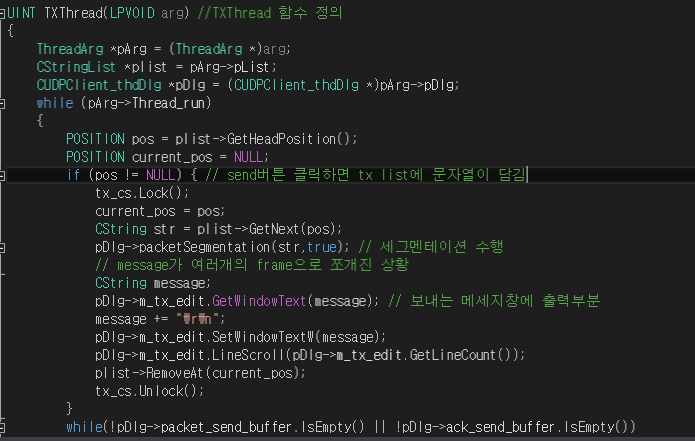 UINT TXThread(LPVOID arg) //TXThread 함수 정의
{
ThreadArg *pArg = (ThreadArg *)arg;
CStringList *plist = pArg->pList;
CUDPClient_thdDlg *pDlg = (CUDPClient_thdDlg *)pArg->pDlg;
while (pArg->Thread_run)
{
POSITION pos = plist->GetHeadPosition();
POSITION current_pos = NULL;
if (pos != NULL) { // send버튼 클릭하면 tx list에 문자열이 담김
tx_cs.Lock();
current_pos = pos;
CString str = plist->GetNext(pos);
pDlg->packetSegmentation(str,true); // 세그멘테이션 수행
// message가 여러개의 frame으로 쪼개진 상황
CString message;
pDlg->m_tx_edit.GetWindowText(message); // 보내는 메세지창에 출력부분
message += "₩r₩n";
pDlg->m_tx_edit.SetWindowTextW(message);
pDlg->m_tx_edit.LineScroll(pDlg->m_tx_edit.GetLineCount());
plist->RemoveAt(current_pos);
tx_cs.Unlock();
}
while(!pDlg->packet_send_buffer.IsEmpty() || !pDlg->ack_send_buffer.IsEmpty())